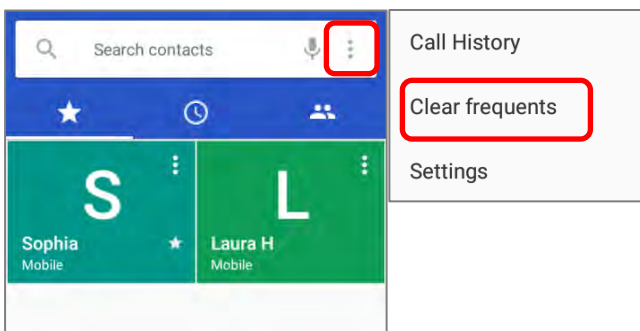 Search contacts
S
Sophia
Mobile
L
Laura H
Mobile
Call History
Clear frequents
Settings